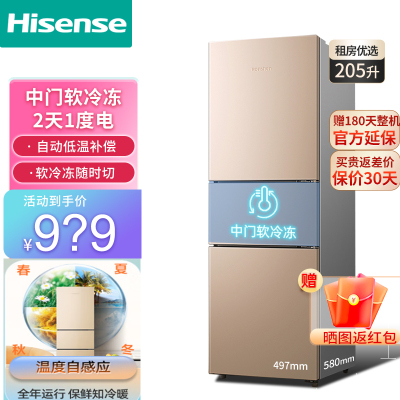 Hisense
中门软冷冻
2天1度电
自动低温补偿
软冷冻随时切
活动到手价
¥9?9
春 夏
秋 冬
温度自感应
全年运行 保鲜知冷暖
租房优选
205升
赠180天整机
官方延保
买贵返差价
保价30天
中门软冷冻
赠
晒图返红包
497mm
580mm